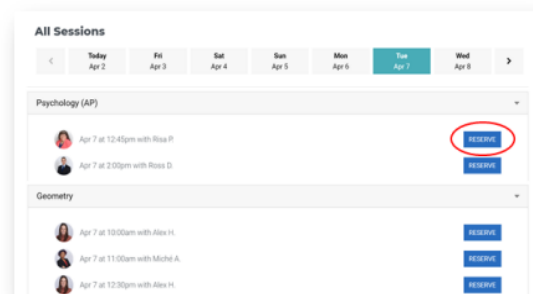 All Sessions
Today Fri Sat Sun Mon Tue Wed
Apr 2 Apr 3 Apr 4 Apr 5 Apr 6 Apr 7 Apr 8
Psychology (AP)
Apr 7 at 12:45pm with Risa P. RESERVE
Apr 7 at 2:00pm with Ross D. RESERVE
Geometry
Apr 7 at 10:00am with Alex H. RESERVE
Apr 7 at 11:00am with Miché A. RESERVE
Apr 7 at 12:30pm with Alex H. RESERVE